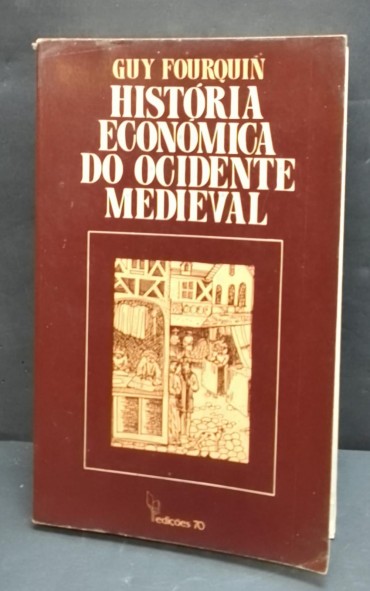 GUY FOURQUIN
HISTÓRIA
ECONÓMICA
DO OCIDENTE
MEDIEVAL
edições 70